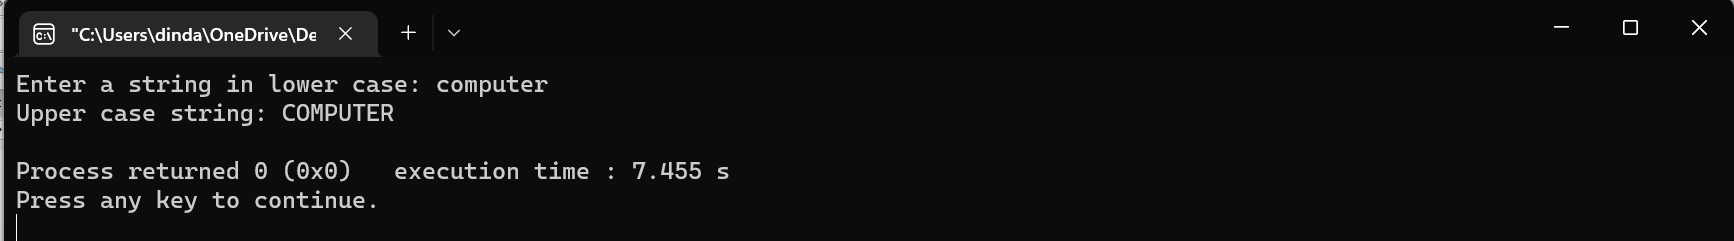 "C:\Users\dinda\OneDrive\De
Enter a string in lower case: computer
Upper case string: COMPUTER
Process returned 0 (0x0)   execution time : 7.455 s
Press any key to continue.